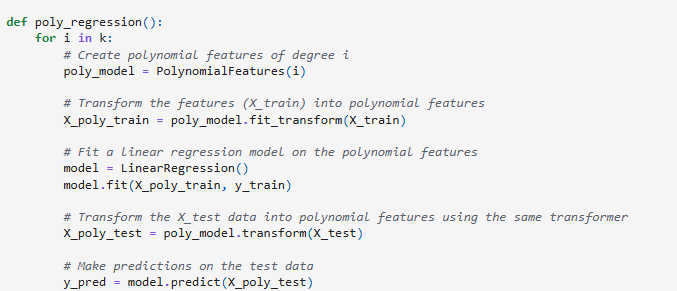 def poly_regression():
    for i in k:
        # Create polynomial features of degree i
        poly_model = PolynomialFeatures(i)
        # Transform the features (X_train) into polynomial features
        X_poly_train = poly_model.fit_transform(X_train)
        # Fit a linear regression model on the polynomial features
        model = LinearRegression()
        model.fit(X_poly_train, y_train)
        # Transform the X_test data into polynomial features using the same transformer
        X_poly_test = poly_model.transform(X_test)
        # Make predictions on the test data
        y_pred = model.predict(X_poly_test)